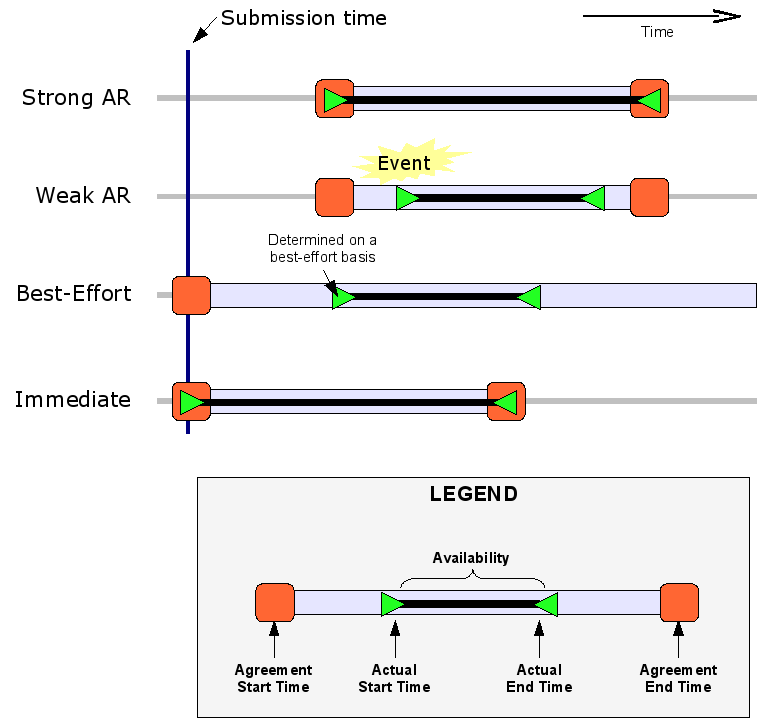 Submission time
Time
Strong AR
Event
Weak AR
Determined on a
best-effort basis
Best-Effort
Immediate
LEGEND
Availability
Agreement
Start Time
Actual
Start Time
Actual
End Time
Agreement
End Time